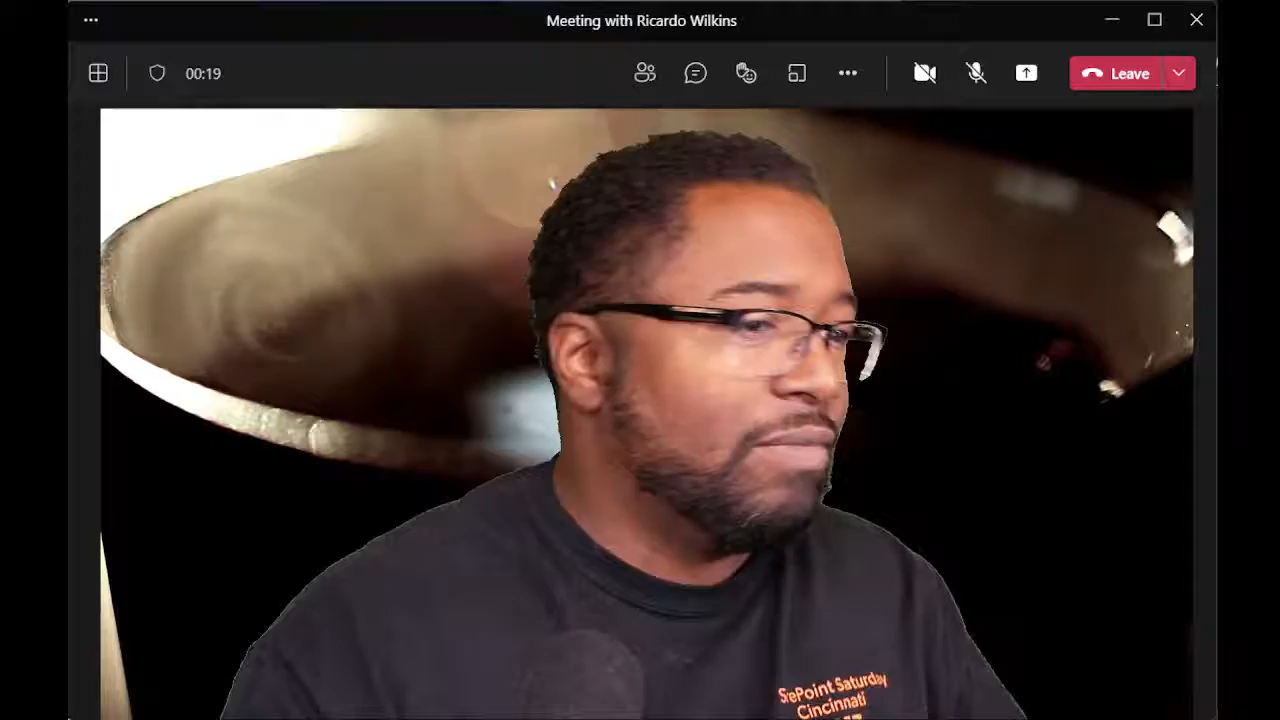 Meeting with Ricardo Wilkins
00:19
Leave
SrePoint Saturday
Cincinnati